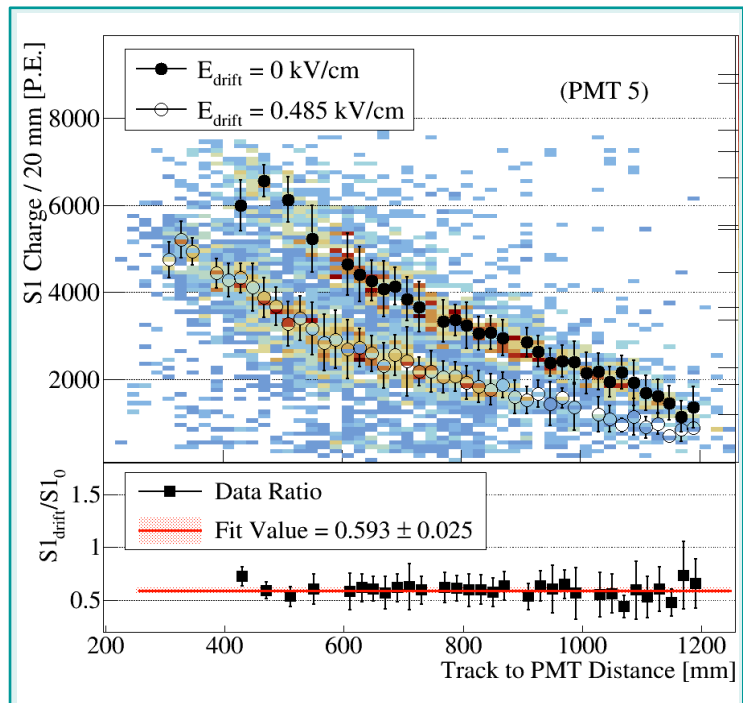 E_drift = 0 kV/cm
E_drift = 0.485 kV/cm
(PMT 5)
S1 Charge / 20 mm [P.E.]
8000
6000
4000
2000
Data Ratio
Fit Value = 0.593 ± 0.025
S1_drift/S1_0
1.5
1
0.5
200 400 600 800 1000 1200
Track to PMT Distance [mm]